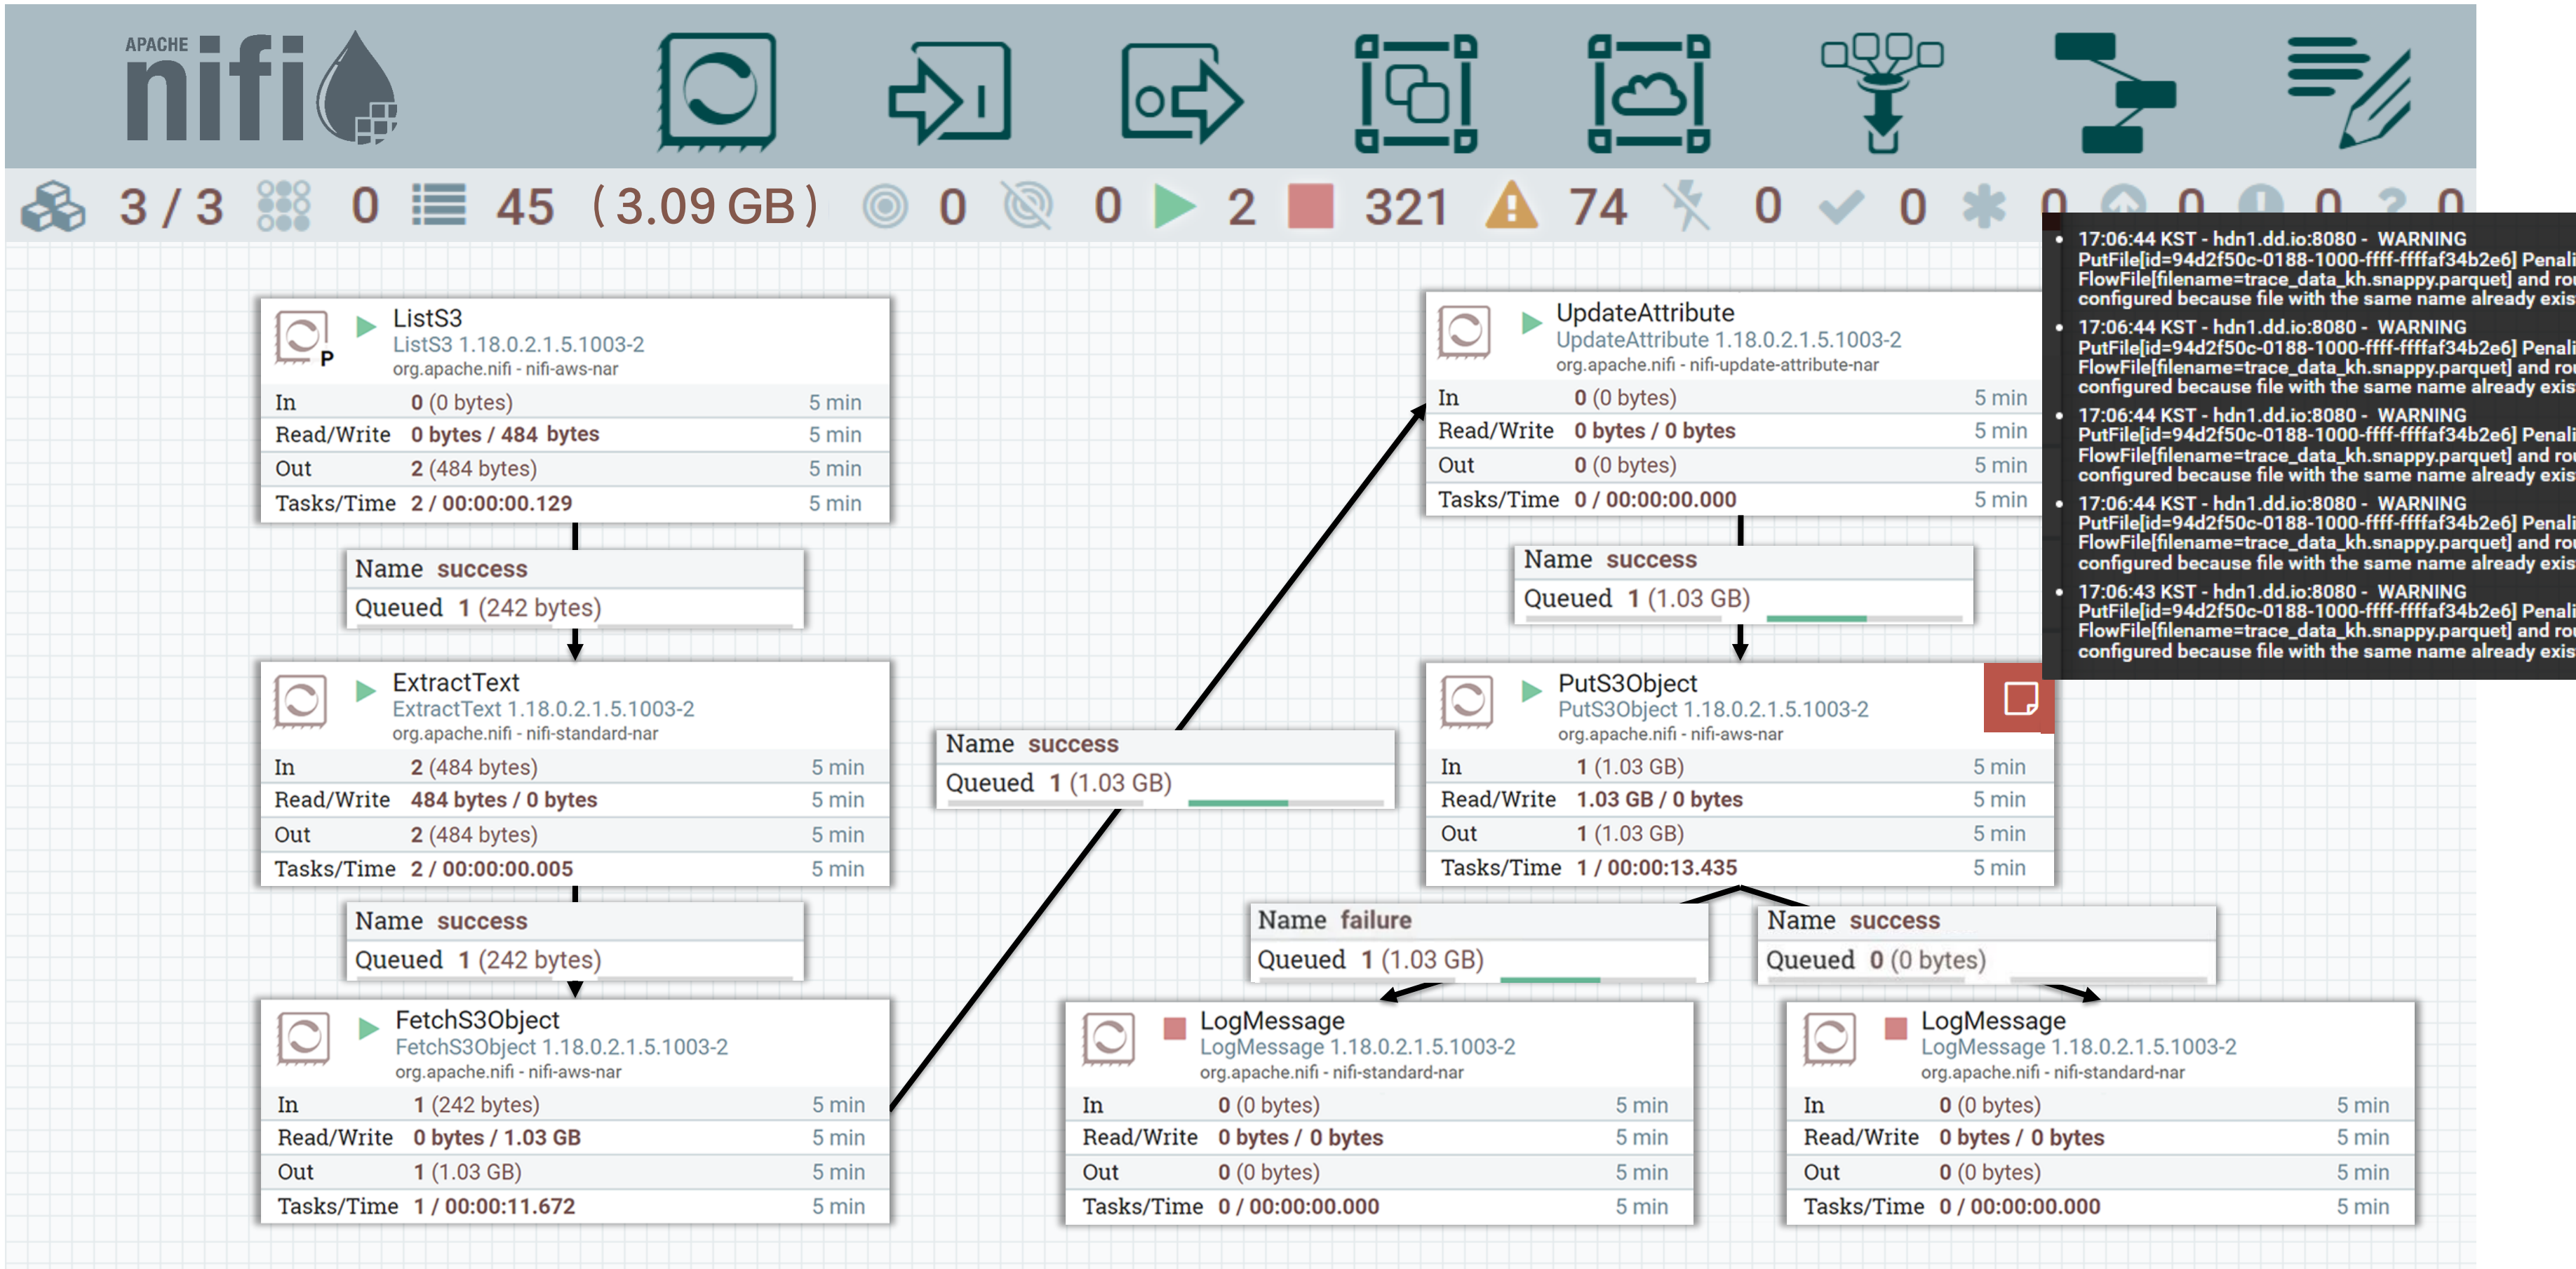 APACHE
nifi
3 / 3 0 45 (3.09 GB) 0 0 2 321 74 0 0 0 0 0 ? 0
ListS3
ListS3 1.18.0.2.1.5.1003-2
org.apache.nifi - nifi-aws-nar
P
In 0 (0 bytes) 5 min
Read/Write 0 bytes / 484 bytes 5 min
Out 2 (484 bytes) 5 min
Tasks/Time 2 / 00:00:00.129 5 min
Name success
Queued 1 (242 bytes)
ExtractText
ExtractText 1.18.0.2.1.5.1003-2
org.apache.nifi - nifi-standard-nar
In 2 (484 bytes) 5 min
Read/Write 484 bytes / 0 bytes 5 min
Out 2 (484 bytes) 5 min
Tasks/Time 2 / 00:00:00.005 5 min
Name success
Queued 1 (242 bytes)
FetchS3Object
FetchS3Object 1.18.0.2.1.5.1003-2
org.apache.nifi - nifi-aws-nar
In 1 (242 bytes) 5 min
Read/Write 0 bytes / 1.03 GB 5 min
Out 1 (1.03 GB) 5 min
Tasks/Time 1 / 00:00:11.672 5 min
Name success
Queued 1 (1.03 GB)
UpdateAttribute
UpdateAttribute 1.18.0.2.1.5.1003-2
org.apache.nifi - nifi-update-attribute-nar
In 0 (0 bytes) 5 min
Read/Write 0 bytes / 0 bytes 5 min
Out 0 (0 bytes) 5 min
Tasks/Time 0 / 00:00:00.000 5 min
Name success
Queued 1 (1.03 GB)
PutS3Object
PutS3Object 1.18.0.2.1.5.1003-2
org.apache.nifi - nifi-aws-nar
In 1 (1.03 GB) 5 min
Read/Write 1.03 GB / 0 bytes 5 min
Out 1 (1.03 GB) 5 min
Tasks/Time 1 / 00:00:13.435 5 min
Name failure
Queued 1 (1.03 GB)
Name success
Queued 0 (0 bytes)
LogMessage
LogMessage 1.18.0.2.1.5.1003-2
org.apache.nifi - nifi-standard-nar
In 0 (0 bytes) 5 min
Read/Write 0 bytes / 0 bytes 5 min
Out 0 (0 bytes) 5 min
Tasks/Time 0 / 00:00:00.000 5 min
LogMessage
LogMessage 1.18.0.2.1.5.1003-2
org.apache.nifi - nifi-standard-nar
In 0 (0 bytes) 5 min
Read/Write 0 bytes / 0 bytes 5 min
Out 0 (0 bytes) 5 min
Tasks/Time 0 / 00:00:00.000 5 min
• 17:06:44 KST - hdn1.dd.io:8080 - WARNING
PutFile[id=94d2f50c-0188-1000-ffff-ffffaf34b2e6] Penali
FlowFile[filename=trace_data_kh.snappy.parquet] and rou
configured because file with the same name already exis
• 17:06:44 KST - hdn1.dd.io:8080 - WARNING
PutFile[id=94d2f50c-0188-1000-ffff-ffffaf34b2e6] Penali
FlowFile[filename=trace_data_kh.snappy.parquet] and rou
configured because file with the same name already exis
• 17:06:44 KST - hdn1.dd.io:8080 - WARNING
PutFile[id=94d2f50c-0188-1000-ffff-ffffaf34b2e6] Penali
FlowFile[filename=trace_data_kh.snappy.parquet] and rou
configured because file with the same name already exis
• 17:06:44 KST - hdn1.dd.io:8080 - WARNING
PutFile[id=94d2f50c-0188-1000-ffff-ffffaf34b2e6] Penali
FlowFile[filename=trace_data_kh.snappy.parquet] and rou
configured because file with the same name already exis
• 17:06:43 KST - hdn1.dd.io:8080 - WARNING
PutFile[id=94d2f50c-0188-1000-ffff-ffffaf34b2e6] Penali
FlowFile[filename=trace_data_kh.snappy.parquet] and rou
configured because file with the same name already exis